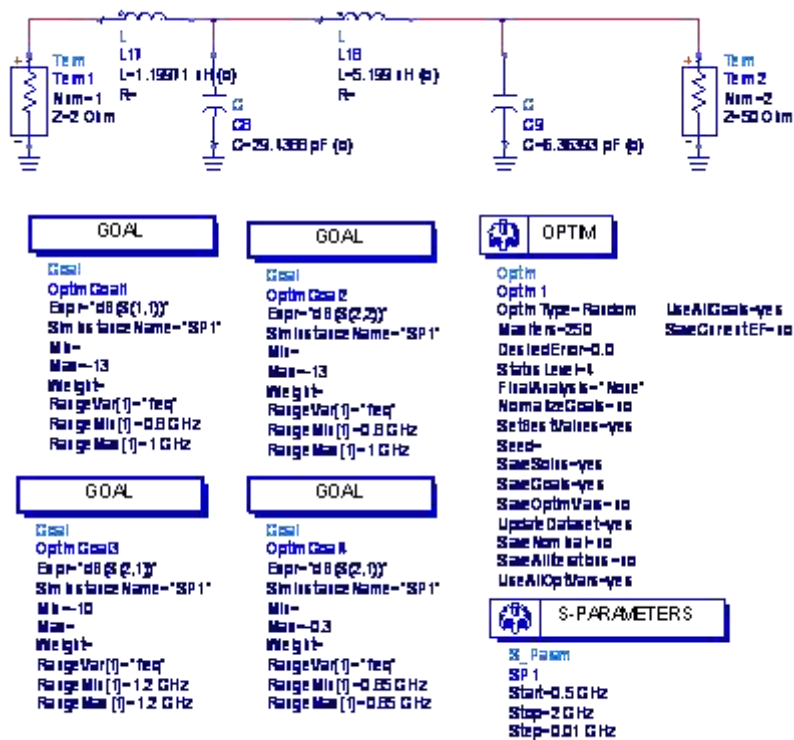 L
L17
L=1.19971 nH {o}
R=
L
L18
L=5.199 nH {o}
R=
Term
Term1
Num=1
Z=2 Ohm
C
C8
C=29.4366 pF {o}
C
C9
C=6.36393 pF {o}
Term
Term2
Num=2
Z=50 Ohm
GOAL
Goal
OptimGoal1
Expr="dB(S(1,1))"
SimInstanceName="SP1"
Min=
Max=-13
Weight=
RangeVar[1]="freq"
RangeMin[1]=0.8 GHz
RangeMax[1]=1 GHz
GOAL
Goal
OptimGoal2
Expr="dB(S(2,2))"
SimInstanceName="SP1"
Min=
Max=-13
Weight=
RangeVar[1]="freq"
RangeMin[1]=0.8 GHz
RangeMax[1]=1 GHz
OPTIM
Optim
Optim1
OptimType=Random
MaxIters=250
DesiredError=0.0
StatusLevel=4
FinalAnalysis="None"
NormalizeGoals=no
SetBestValues=yes
Seed=
SaveSolns=yes
SaveGoals=yes
SaveOptimVars=no
UpdateDataset=yes
SaveNominal=no
SaveAllIterations=no
UseAllOptVars=yes
UseAllGoals=yes
SaveCurrentEF=no
GOAL
Goal
OptimGoal3
Expr="dB(S(2,1))"
SimInstanceName="SP1"
Min=-10
Max=
Weight=
RangeVar[1]="freq"
RangeMin[1]=1.2 GHz
RangeMax[1]=1.2 GHz
GOAL
Goal
OptimGoal4
Expr="dB(S(2,1))"
SimInstanceName="SP1"
Min=
Max=-0.3
Weight=
RangeVar[1]="freq"
RangeMin[1]=0.85 GHz
RangeMax[1]=0.85 GHz
S-PARAMETERS
S_Param
SP1
Start=0.5 GHz
Stop=2 GHz
Step=0.01 GHz